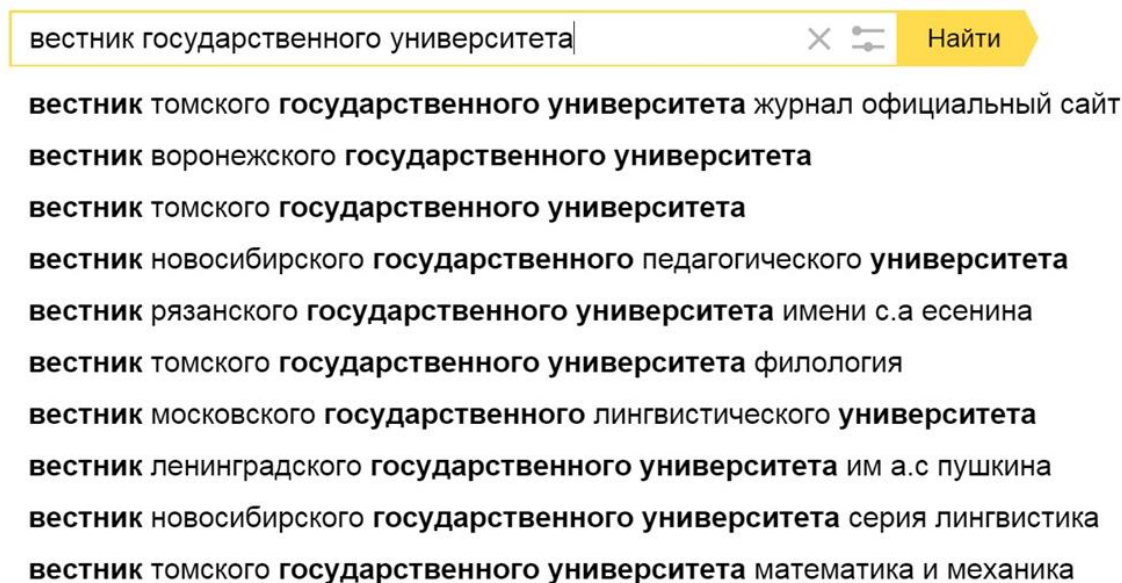 вестник государственного университета Найти
вестник томского государственного университета журнал официальный сайт
вестник воронежского государственного университета
вестник томского государственного университета
вестник новосибирского государственного педагогического университета
вестник рязанского государственного университета имени с.а есенина
вестник томского государственного университета филология
вестник московского государственного лингвистического университета
вестник ленинградского государственного университета им а.с пушкина
вестник новосибирского государственного университета серия лингвистика
вестник томского государственного университета математика и механика